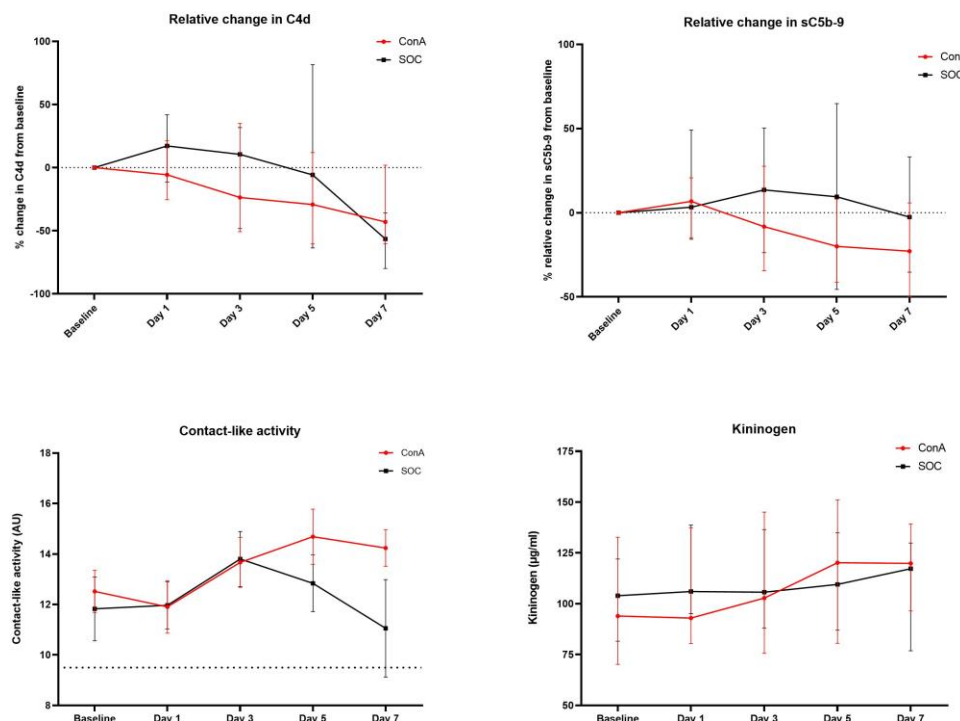 Relative change in C4d
100
50
0
-50
-100
% change in C4d from baseline
ConA
SOC
Baseline
Day 1
Day 3
Day 5
Day 7
Relative change in sC5b-9
100
50
0
-50
% relative change in sC5b-9 from baseline
Con
SOC
Baseline
Day 1
Day 3
Day 5
Day 7
Contact-like activity
18
16
14
12
10
8
Contact-like activity (AU)
ConA
SOC
Baseline
Day 1
Day 3
Day 5
Day 7
Kininogen
175
150
125
100
75
50
Kininogen (µg/ml)
ConA
SOC
Baseline
Day 1
Day 3
Day 5
Day 7